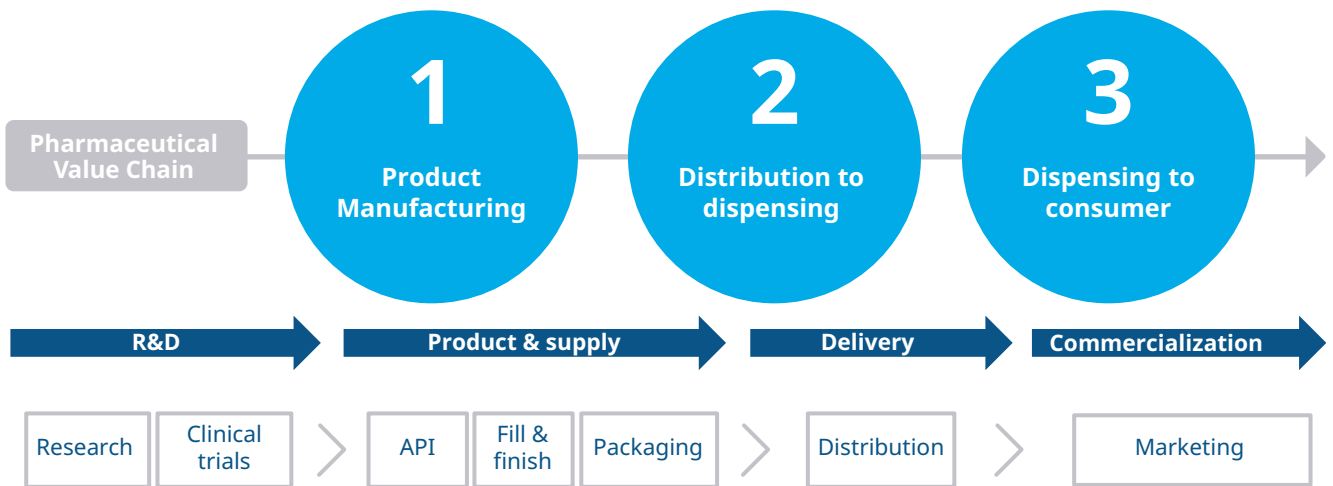 Pharmaceutical
Value Chain
1
Product
Manufacturing
2
Distribution to
dispensing
3
Dispensing to
consumer
R&D
Product & supply
Delivery
Commercialization
Research
Clinical
trials
API
Fill &
finish
Packaging
Distribution
Marketing